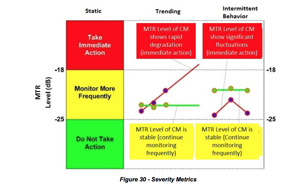 Static
Trending
Intermittent
Behavior
Take
Immediate
Action
MTR Level of CM
shows rapid
degradation
(immediate action)
MTR Level of CM
show significant
fluctuations
(immediate action)
-18
-18
MTR
Level (dB)
Monitor More
Frequently
-25
-25
Do Not Take
Action
MTR Level of CM is
stable (continue
monitoring
frequently)
MTR Level of CM is
stable (Continue
monitoring
frequently)
Figure 30 - Severity Metrics